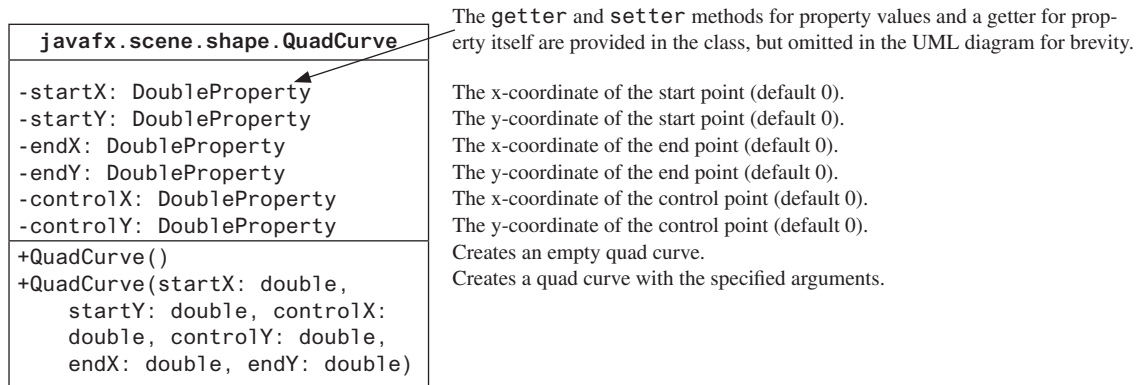 The getter and setter methods for property values and a getter for prop-
erty itself are provided in the class, but omitted in the UML diagram for brevity.
javafx.scene.shape.QuadCurve
-startX: DoubleProperty
The x-coordinate of the start point (default 0).
-startY: DoubleProperty
The y-coordinate of the start point (default 0).
-endX: DoubleProperty
The x-coordinate of the end point (default 0).
-endY: DoubleProperty
The y-coordinate of the end point (default 0).
-controlX: DoubleProperty
The x-coordinate of the control point (default 0).
-controlY: DoubleProperty
The y-coordinate of the control point (default 0).
+QuadCurve()
Creates an empty quad curve.
+QuadCurve(startX: double,
Creates a quad curve with the specified arguments.
startY: double, controlX:
double, controlY: double,
endX: double, endY: double)